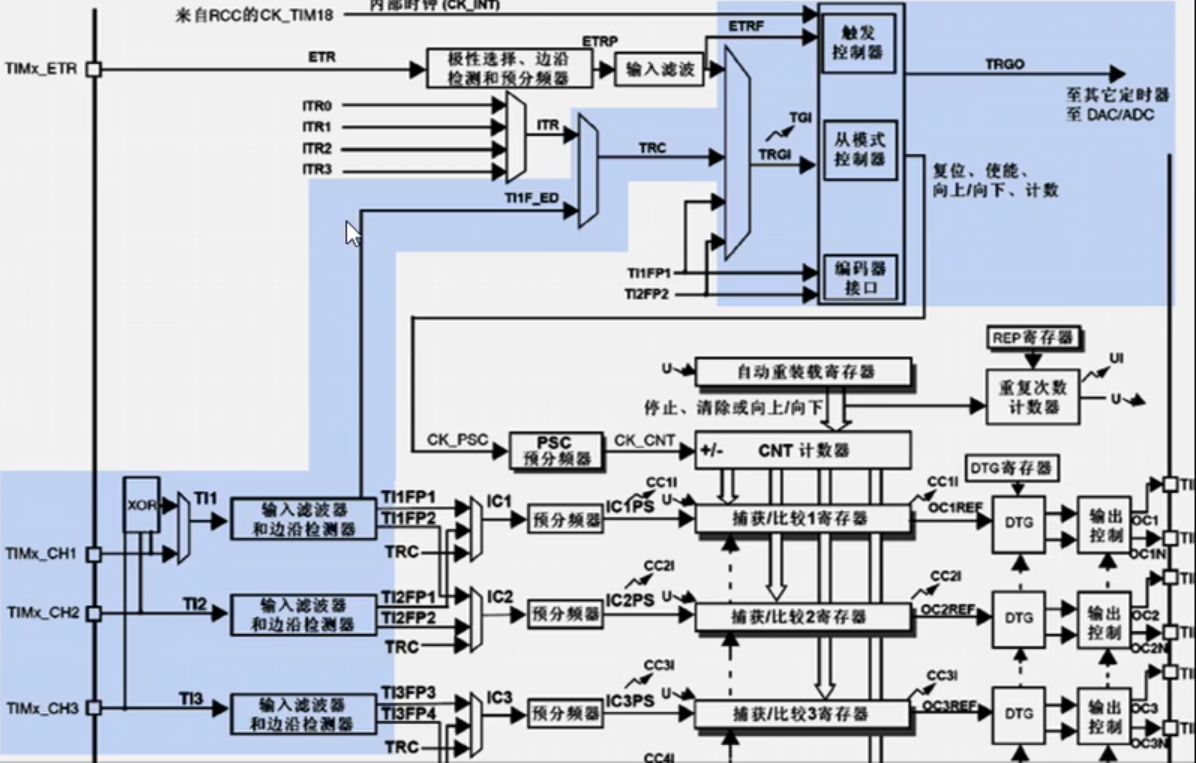 内部时钟 (CK_INT)
来自RCC的CK_TIM18
ETRF
触发
控制器
ETRP
ETR
TIMx_ETR
极性选择、边沿
检测和预分频器
输入滤波
TRGO
至其它定时器
至 DAC/ADC
ITR0
ITR1
ITR2
ITR3
ITR
TRC
TGI
TRGI
从模式
控制器
复位、使能、
向上/向下、计数
TI1F_ED
TI1FP1
TI2FP2
编码器
接口
REP寄存器
UI
U
自动重装载寄存器
重复次数
计数器
U
停止、清除或向上/向下
CK_PSC
PSC
预分频器
CK_CNT
+/-
CNT 计数器
DTG寄存器
XOR
TI1
输入滤波器
和边沿检测器
TI1FP1
TI1FP2
TRC
IC1
预分频器
CC1I
IC1PS
U
捕获/比较1寄存器
CC1I
OC1REF
DTG
输出
控制
OC1
OC1N
TIMx_CH1
TIMx_CH2
TI2
输入滤波器
和边沿检测器
TI2FP1
TI2FP2
TRC
IC2
预分频器
CC2I
IC2PS
U
捕获/比较2寄存器
CC2I
OC2REF
DTG
输出
控制
OC2
OC2N
TIMx_CH3
TI3
输入滤波器
和边沿检测器
TI3FP3
TI3FP4
TRC
IC3
预分频器
CC3I
IC3PS
U
捕获/比较3寄存器
CC3I
OC3REF
DTG
输出
控制
OC3
OC3N
CC4I